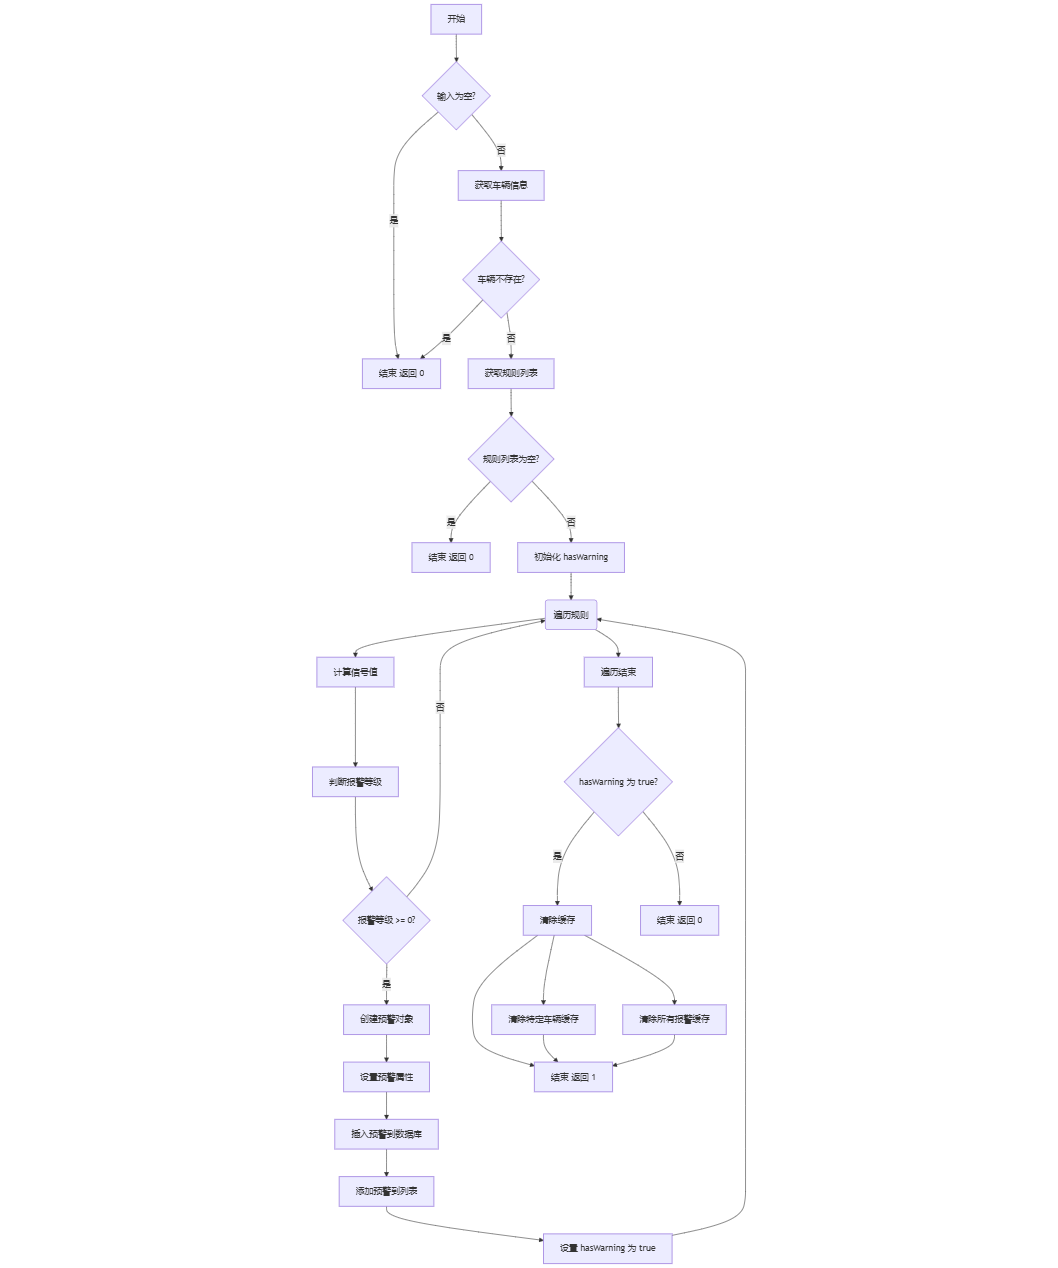 开始
输入为空?
否
获取车辆信息
是
车辆不存在?
是
否
结束 返回 0
获取规则列表
规则列表为空?
是
否
结束 返回 0
初始化 hasWarning
遍历规则
计算信号值
遍历结束
否
判断报警等级
hasWarning 为 true?
是
否
报警等级 >= 0?
清除缓存
结束 返回 0
是
创建预警对象
清除特定车辆缓存
清除所有报警缓存
设置预警属性
结束 返回 1
插入预警到数据库
添加预警到列表
设置 hasWarning 为 true